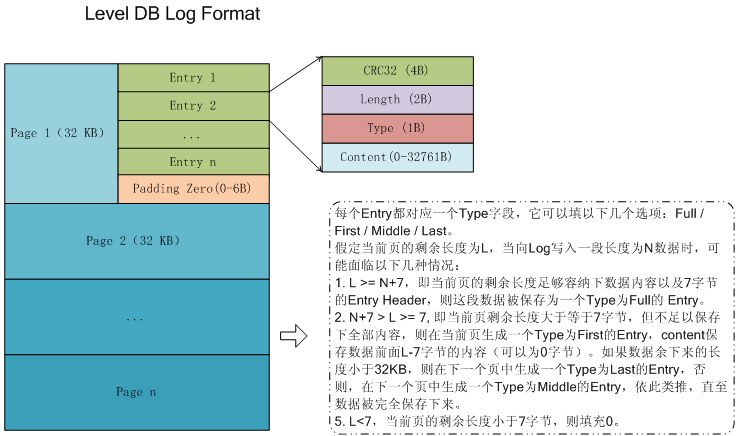 Level DB Log Format
Page 1 (32 KB)
Entry 1
Entry 2
...
Entry n
Padding Zero(0-6B)
Page 2 (32 KB)
...
Page n
CRC32 (4B)
Length (2B)
Type (1B)
Content(0-32761B)
每个Entry都对应一个Type字段，它可以填以下几个选项：Full /
First / Middle / Last。
假定当前页的剩余长度为L，当向Log写入一段长度为N数据时，可
能面临以下几种情况：
1. L >= N+7，即当前页的剩余长度足够容纳下数据内容以及7字节
的Entry Header，则这段数据被保存为一个Type为Full的 Entry。
2. N+7 > L >= 7, 即当前页剩余长度大于等于7字节，但不足以保存
下全部内容，则在当前页生成一个Type为First的Entry，content保
存数据前面L-7字节的内容（可以为0字节）。如果数据余下来的长
度小于32KB，则在下一个页中生成一个Type为Last的Entry，否
则，在下一个页中生成一个Type为Middle的Entry，依此类推，直至
数据被完全保存下来。
5. L<7，当前页的剩余长度小于7字节，则填充0。